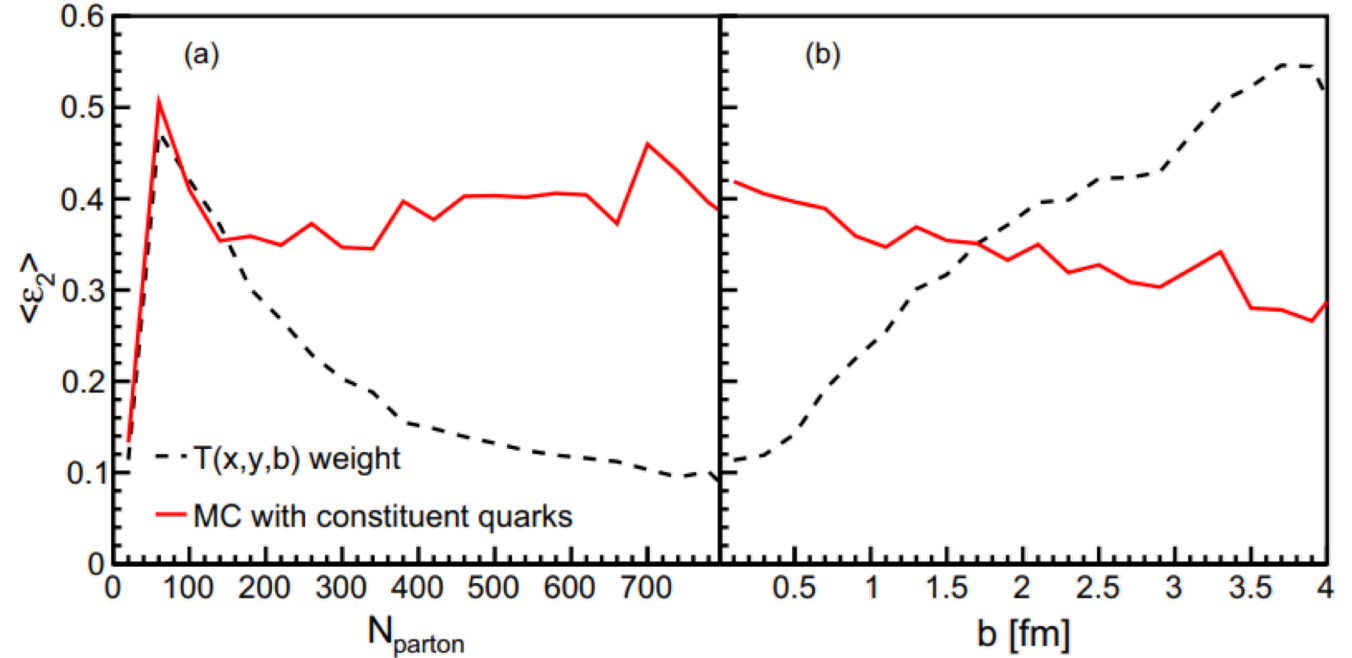 0.6
0.5
0.4
0.3
0.2
0.1
0
<ε2>
(a)
T(x,y,b) weight
MC with constituent quarks
0 100 200 300 400 500 600 700
Nparton
(b)
0.5 1 1.5 2 2.5 3 3.5 4
b [fm]